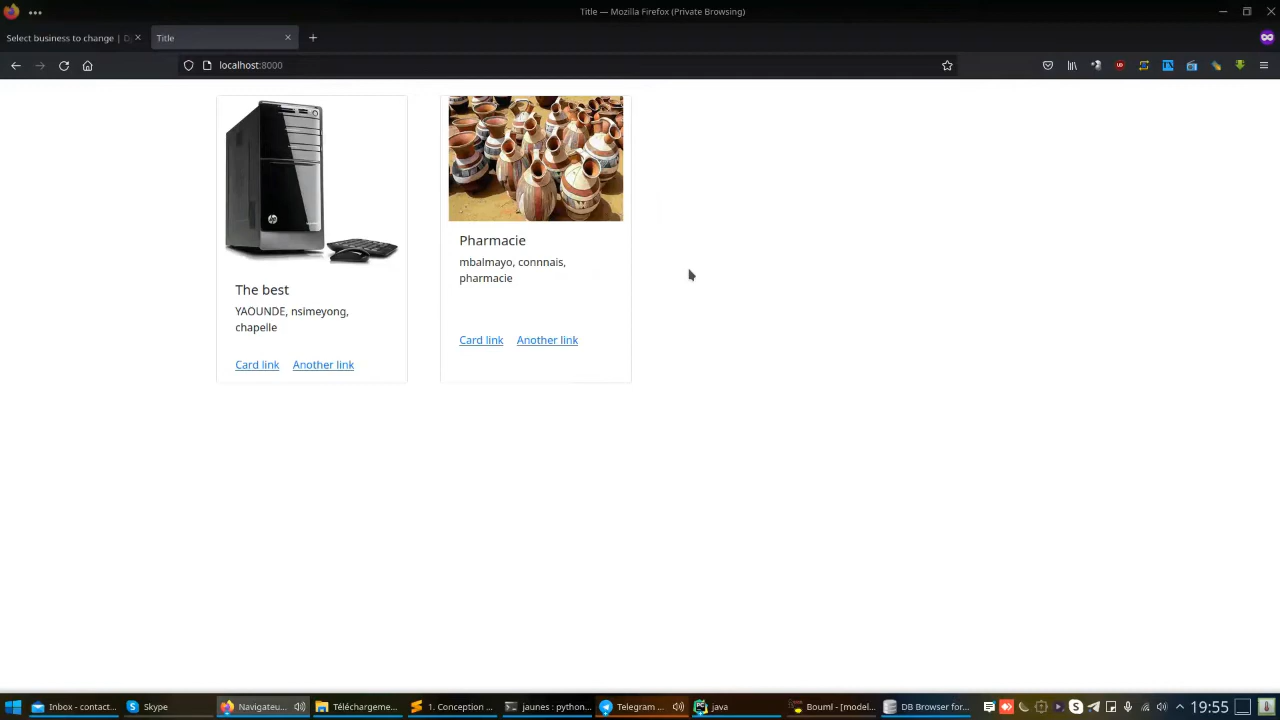 Title — Mozilla Firefox (Private Browsing)
Select business to change | D
Title
localhost:8000
hp
The best
YAOUNDE, nsimeyong,
chapelle
Card link Another link
Pharmacie
mbalmayo, connnais,
pharmacie
Card link Another link
Inbox - contact...
Skype
Navigateu...
Téléchargeme...
1. Conception ...
jaunes : python...
Telegram ...
java
Bouml - [model...
DB Browser for...
19:55